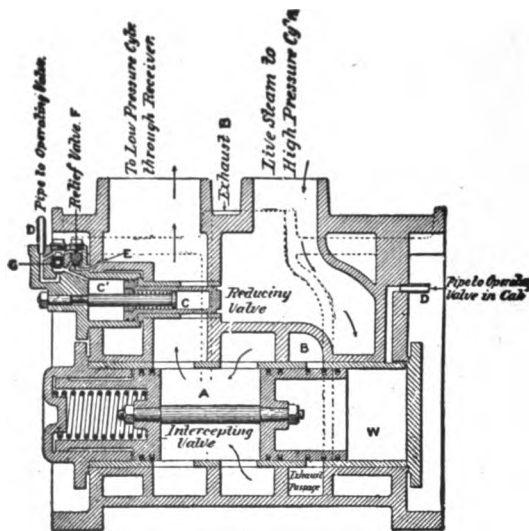 Pipe to Operating Valve.
Relief Valve. F
To Low Pressure Cyl'r
through Receiver.
Exhaust B
Live Steam to
High Pressure Cy'r
D
G
E
C'
C
Reducing
Valve
Pipe to Operating
D
Valve in Cab
B
A
W
Intercepting
Valve
Exhaust
Passage